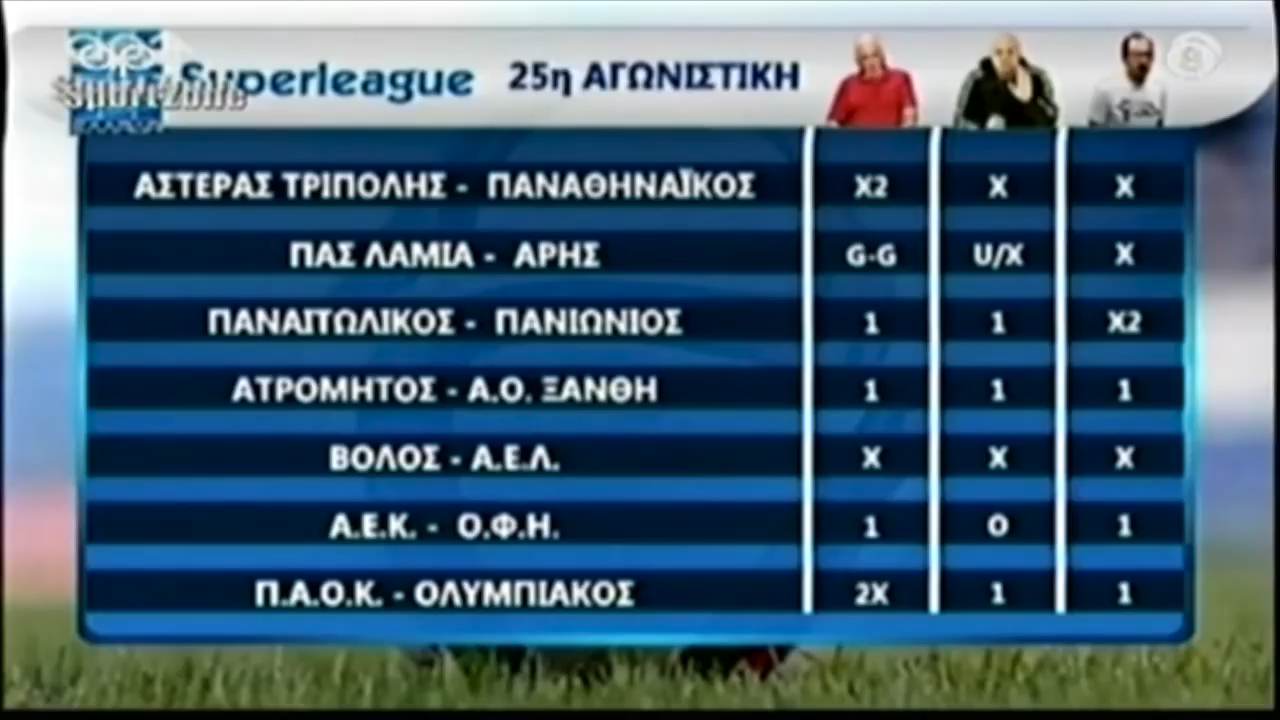 Superleague 25η ΑΓΩΝΙΣΤΙΚΗ
ΑΣΤΕΡΑΣ ΤΡΙΠΟΛΗΣ - ΠΑΝΑΘΗΝΑΪΚΟΣ X2 X X
ΠΑΣ ΛΑΜΙΑ - ΑΡΗΣ G-G U/X X
ΠΑΝΑΙΤΩΛΙΚΟΣ - ΠΑΝΙΩΝΙΟΣ 1 1 X2
ΑΤΡΟΜΗΤΟΣ - Α.Ο. ΞΑΝΘΗ 1 1 1
ΒΟΛΟΣ - Α.Ε.Λ. X X X
Α.Ε.Κ. - Ο.Φ.Η. 1 O 1
Π.Α.Ο.Κ. - ΟΛΥΜΠΙΑΚΟΣ 2X 1 1